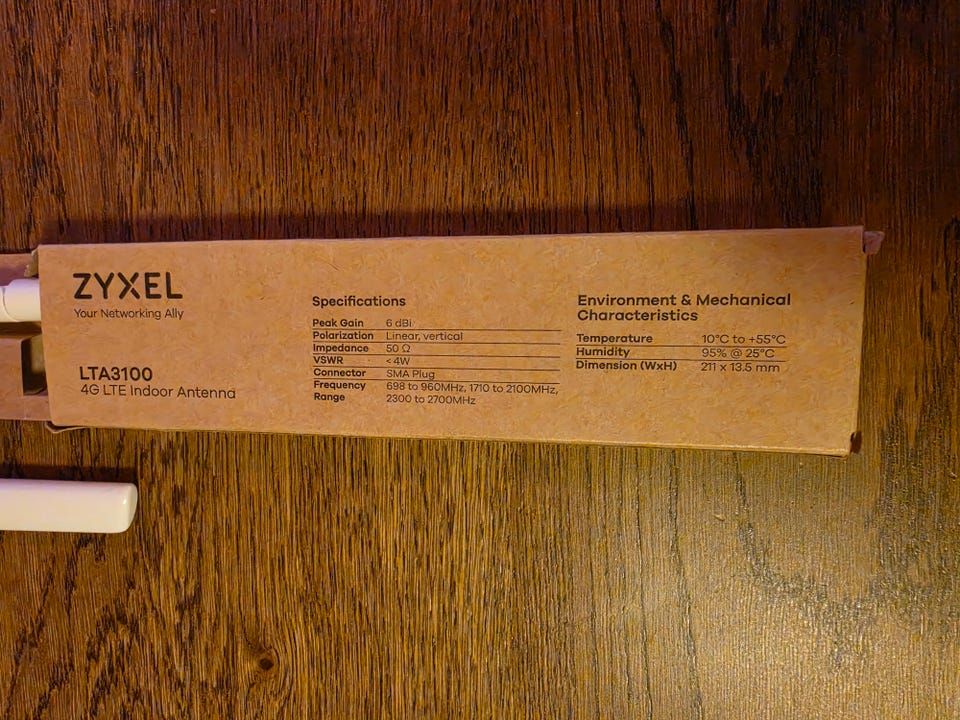 ZYXEL
Your Networking Ally
LTA3100
4G LTE Indoor Antenna
Specifications
Peak Gain 6 dBi
Polarization Linear, vertical
Impedance 50 Ω
VSWR <4W
Connector SMA Plug
Frequency 698 to 960MHz, 1710 to 2100MHz,
Range 2300 to 2700MHz
Environment & Mechanical
Characteristics
Temperature 10°C to +55°C
Humidity 95% @ 25°C
Dimension (WxH) 211 x 13.5 mm